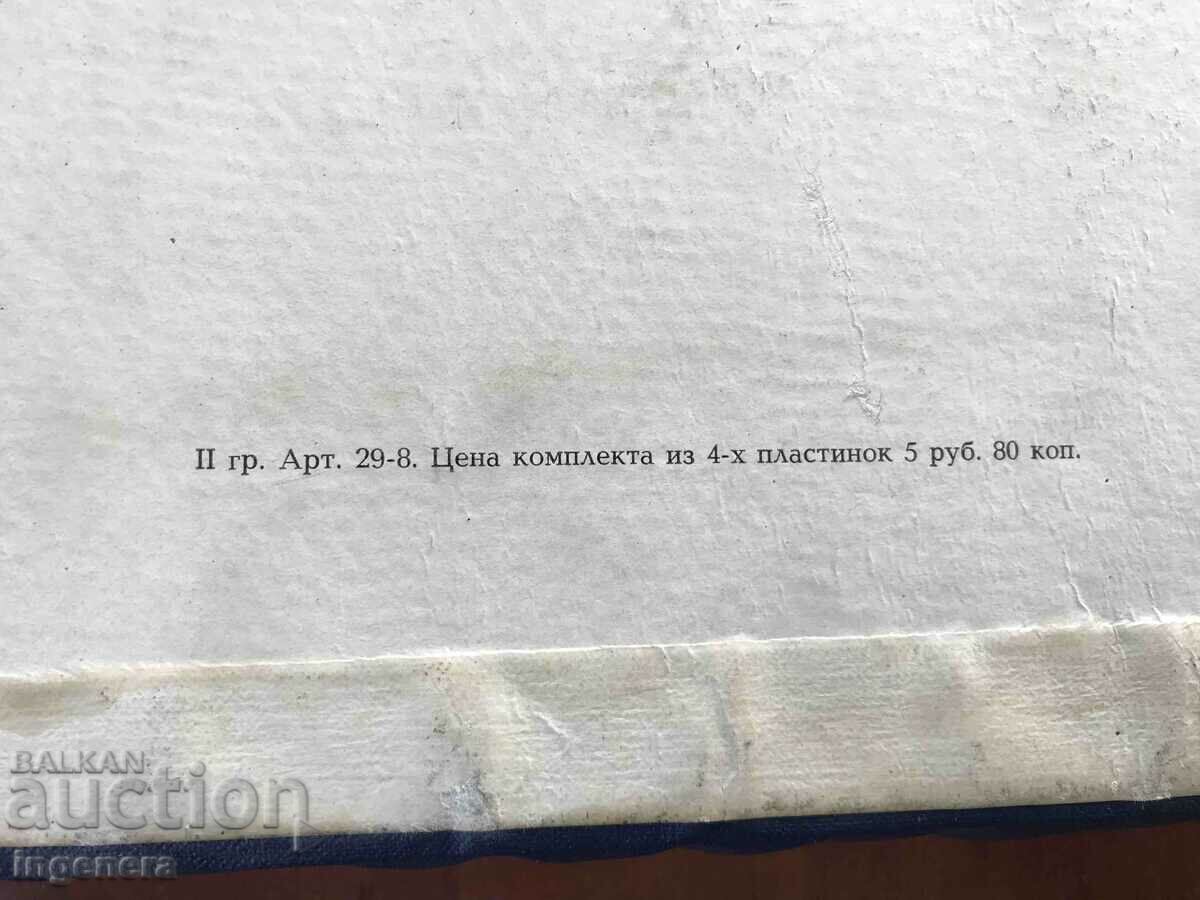 II гр. Арт. 29-8. Цена комплекта из 4-х пластинок 5 руб. 80 коп.
BALKAN
auction
ingenera